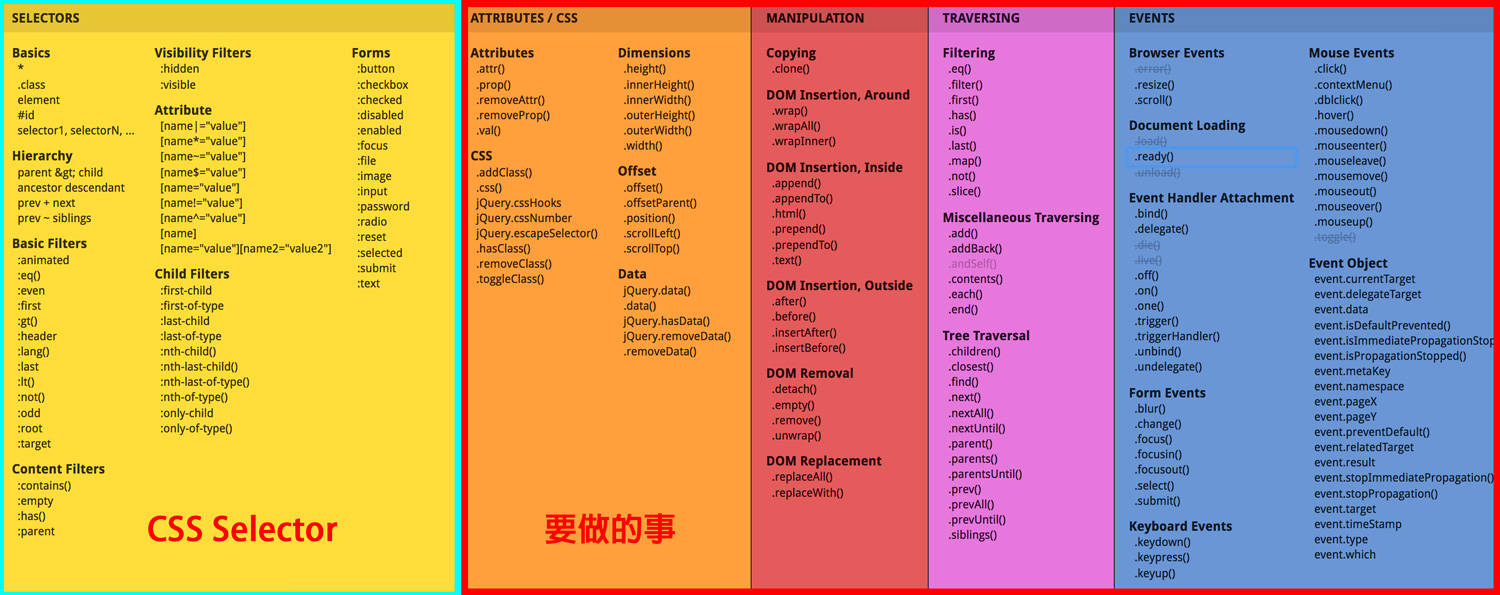 SELECTORS
Basics
*
.class
element
#id
selector1, selectorN, ...
Hierarchy
parent &gt; child
ancestor descendant
prev + next
prev ~ siblings
Basic Filters
:animated
:eq()
:even
:first
:gt()
:header
:lang()
:last
:lt()
:not()
:odd
:root
:target
Content Filters
:contains()
:empty
:has()
:parent
Visibility Filters
:hidden
:visible
Attribute
[name|="value"]
[name*="value"]
[name~="value"]
[name$="value"]
[name="value"]
[name!="value"]
[name^="value"]
[name]
[name="value"][name2="value2"]
Child Filters
:first-child
:first-of-type
:last-child
:last-of-type
:nth-child()
:nth-last-child()
:nth-last-of-type()
:nth-of-type()
:only-child
:only-of-type()
Forms
:button
:checkbox
:checked
:disabled
:enabled
:focus
:file
:image
:input
:password
:radio
:reset
:selected
:submit
:text
CSS Selector
ATTRIBUTES / CSS
Attributes
.attr()
.prop()
.removeAttr()
.removeProp()
.val()
CSS
.addClass()
.css()
jQuery.cssHooks
jQuery.cssNumber
jQuery.escapeSelector()
.hasClass()
.removeClass()
.toggleClass()
Dimensions
.height()
.innerHeight()
.innerWidth()
.outerHeight()
.outerWidth()
.width()
Offset
.offset()
.offsetParent()
.position()
.scrollLeft()
.scrollTop()
Data
jQuery.data()
.data()
jQuery.hasData()
jQuery.removeData()
.removeData()
要做的事
MANIPULATION
Copying
.clone()
DOM Insertion, Around
.wrap()
.wrapAll()
.wrapInner()
DOM Insertion, Inside
.append()
.appendTo()
.html()
.prepend()
.prependTo()
.text()
DOM Insertion, Outside
.after()
.before()
.insertAfter()
.insertBefore()
DOM Removal
.detach()
.empty()
.remove()
.unwrap()
DOM Replacement
.replaceAll()
.replaceWith()
TRAVERSING
Filtering
.eq()
.filter()
.first()
.has()
.is()
.last()
.map()
.not()
.slice()
Miscellaneous Traversing
.add()
.addBack()
.andSelf()
.contents()
.each()
.end()
Tree Traversal
.children()
.closest()
.find()
.next()
.nextAll()
.nextUntil()
.parent()
.parents()
.parentsUntil()
.prev()
.prevAll()
.prevUntil()
.siblings()
EVENTS
Browser Events
.error()
.resize()
.scroll()
Document Loading
.load()
.ready()
.unload()
Event Handler Attachment
.bind()
.delegate()
.die()
.live()
.off()
.on()
.one()
.trigger()
.triggerHandler()
.unbind()
.undelegate()
Form Events
.blur()
.change()
.focus()
.focusin()
.focusout()
.select()
.submit()
Keyboard Events
.keydown()
.keypress()
.keyup()
Mouse Events
.click()
.contextMenu()
.dblclick()
.hover()
.mousedown()
.mouseenter()
.mouseleave()
.mousemove()
.mouseout()
.mouseover()
.mouseup()
.toggle()
Event Object
event.currentTarget
event.delegateTarget
event.data
event.isDefaultPrevented()
event.isImmediatePropagationStop
event.isPropagationStopped()
event.metaKey
event.namespace
event.pageX
event.pageY
event.preventDefault()
event.relatedTarget
event.result
event.stopImmediatePropagation()
event.stopPropagation()
event.target
event.timeStamp
event.type
event.which